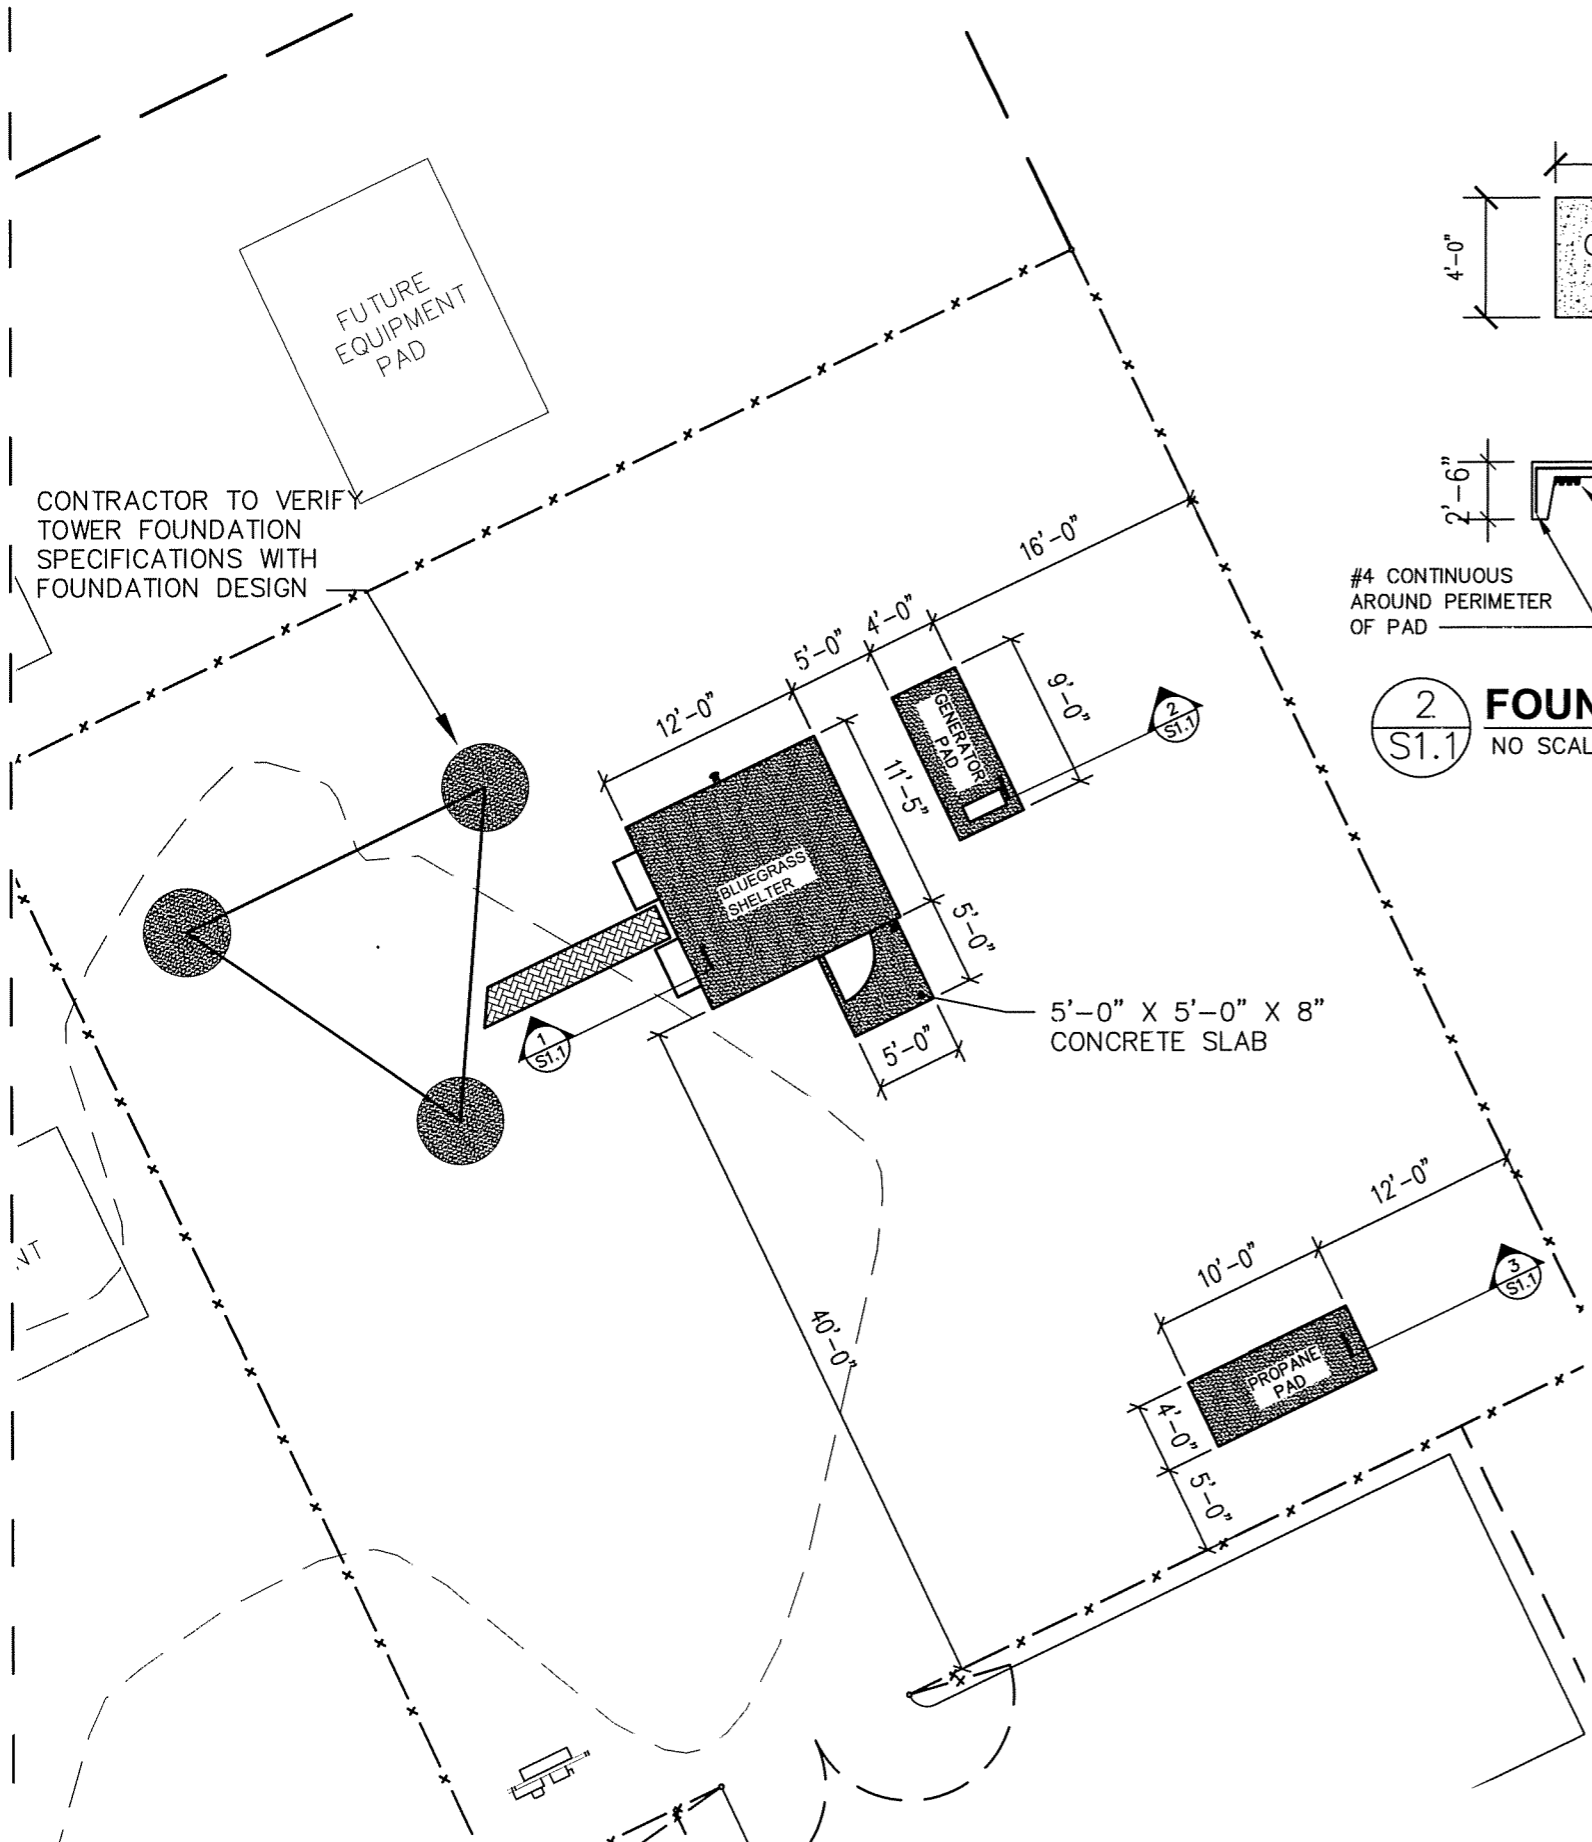 FUTURE
EQUIPMENT
PAD
CONTRACTOR TO VERIFY
TOWER FOUNDATION
SPECIFICATIONS WITH
FOUNDATION DESIGN
4'-0"
2'-6"
#4 CONTINUOUS
AROUND PERIMETER
OF PAD
2
S1.1
FOUN
NO SCAL
16'-0"
4'-0"
5'-0"
12'-0"
GENERATOR
PAD
9'-0"
2
S1.1
11'-5"
BLUEGRASS
SHELTER
5'-0"
5'-0"
5'-0" X 5'-0" X 8"
CONCRETE SLAB
1
S1.1
40'-0"
12'-0"
10'-0"
3
S1.1
PROPANE
PAD
4'-0"
5'-0"
NT